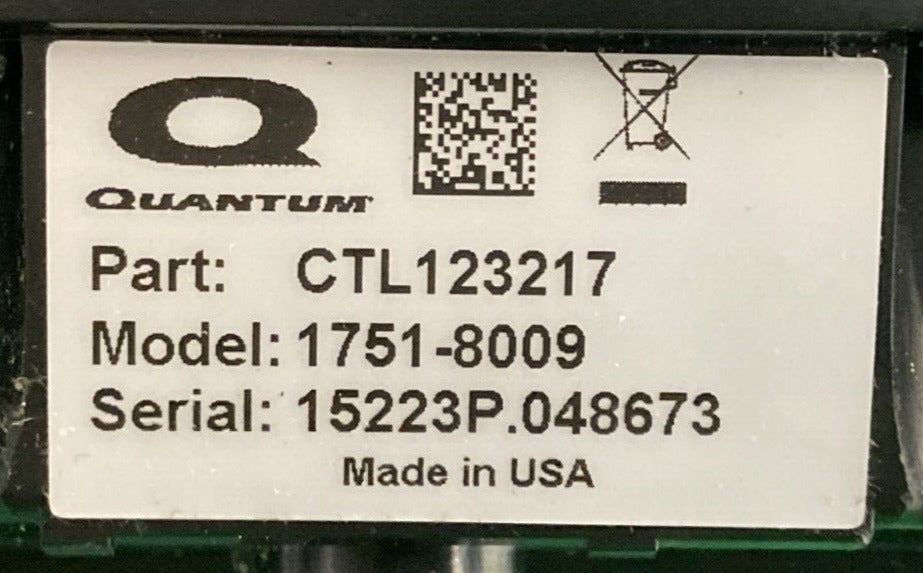 QUANTUM
Part: CTL123217
Model: 1751-8009
Serial: 15223P.048673
Made in USA